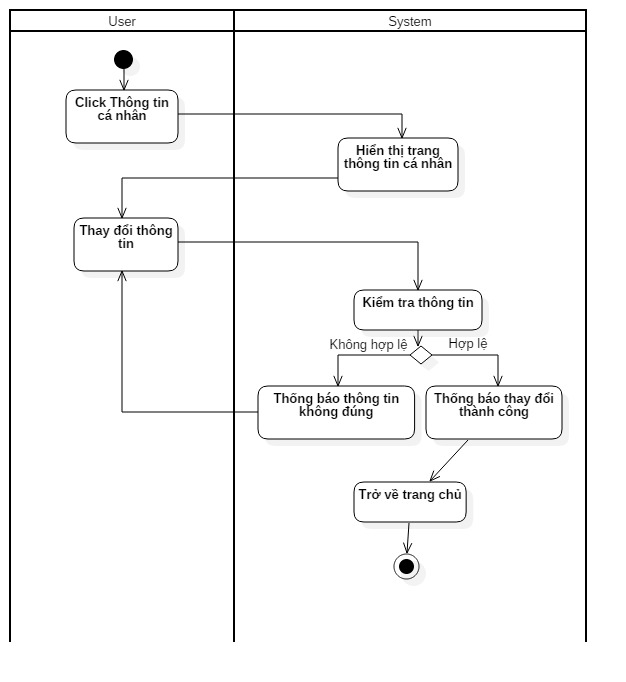 User
System
Click Thông tin
cá nhân
Hiển thị trang
thông tin cá nhân
Thay đổi thông
tin
Kiểm tra thông tin
Không hợp lệ
Hợp lệ
Thông báo thông tin
không đúng
Thông báo thay đổi
thành công
Trở về trang chủ